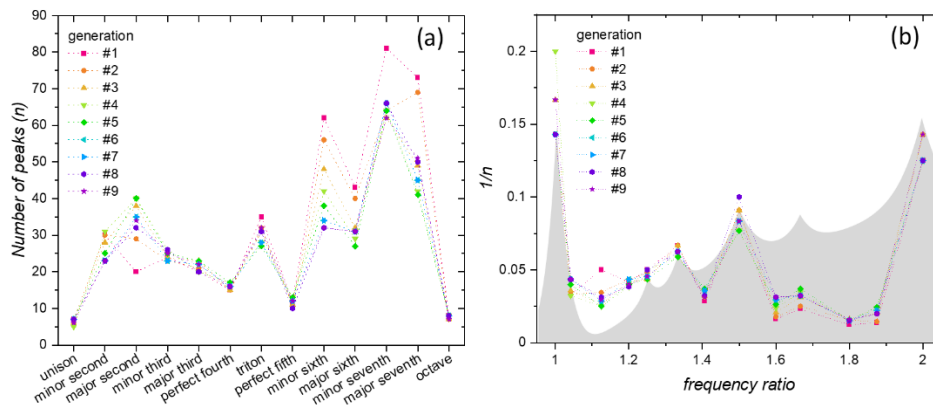 (a)
generation
#1
#2
#3
#4
#5
#6
#7
#8
#9
Number of peaks (n)
90
80
70
60
50
40
30
20
10
0
unison
minor second
major second
minor third
major third
perfect fourth
triton
perfect fifth
minor sixth
major sixth
minor seventh
major seventh
octave
(b)
generation
#1
#2
#3
#4
#5
#6
#7
#8
#9
1/n
0.2
0.15
0.1
0.05
0
1
1.2
1.4
1.6
1.8
2
frequency ratio